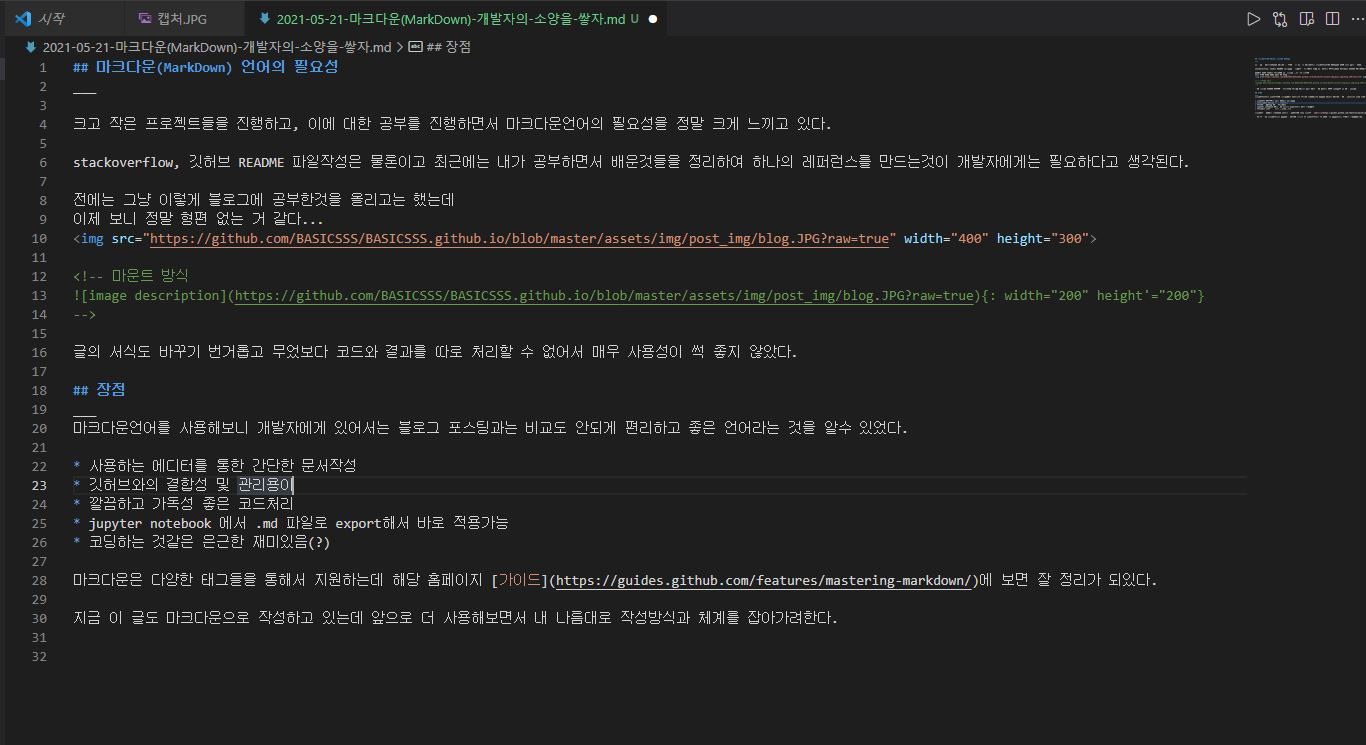 시작
캡처.JPG
2021-05-21-마크다운(MarkDown)-개발자의-소양을-쌓자.md U
2021-05-21-마크다운(MarkDown)-개발자의-소양을-쌓자.md > ## 장점
1 ## 마크다운(MarkDown) 언어의 필요성
2 ___
3
4 크고 작은 프로젝트들을 진행하고, 이에 대한 공부를 진행하면서 마크다운언어의 필요성을 정말 크게 느끼고 있다.
5
6 stackoverflow, 깃허브 README 파일작성은 물론이고 최근에는 내가 공부하면서 배운것들을 정리하여 하나의 레퍼런스를 만드는것이 개발자에게는 필요하다고 생각된다.
7
8 전에는 그냥 이렇게 블로그에 공부한것을 올리고는 했는데
9 이제 보니 정말 형편 없는 거 같다...
10 <img src="https://github.com/BASICSSS/BASICSSS.github.io/blob/master/assets/img/post_img/blog.JPG?raw=true" width="400" height="300">
11
12 <!-- 마운트 방식
13 ![image description](https://github.com/BASICSSS/BASICSSS.github.io/blob/master/assets/img/post_img/blog.JPG?raw=true){: width="200" height'="200"}
14 -->
15
16 글의 서식도 바꾸기 번거롭고 무엇보다 코드와 결과를 따로 처리할 수 없어서 매우 사용성이 썩 좋지 않았다.
17
18 ## 장점
19 ___
20 마크다운언어를 사용해보니 개발자에게 있어서는 블로그 포스팅과는 비교도 안되게 편리하고 좋은 언어라는 것을 알수 있었다.
21
22 * 사용하는 에디터를 통한 간단한 문서작성
23 * 깃허브와의 결합성 및 관리용이
24 * 깔끔하고 가독성 좋은 코드처리
25 * jupyter notebook 에서 .md 파일로 export해서 바로 적용가능
26 * 코딩하는 것같은 은근한 재미있음(?)
27
28 마크다운은 다양한 태그들을 통해서 지원하는데 해당 홈페이지 [가이드](https://guides.github.com/features/mastering-markdown/)에 보면 잘 정리가 되있다.
29
30 지금 이 글도 마크다운으로 작성하고 있는데 앞으로 더 사용해보면서 내 나름대로 작성방식과 체계를 잡아가려한다.
31
32